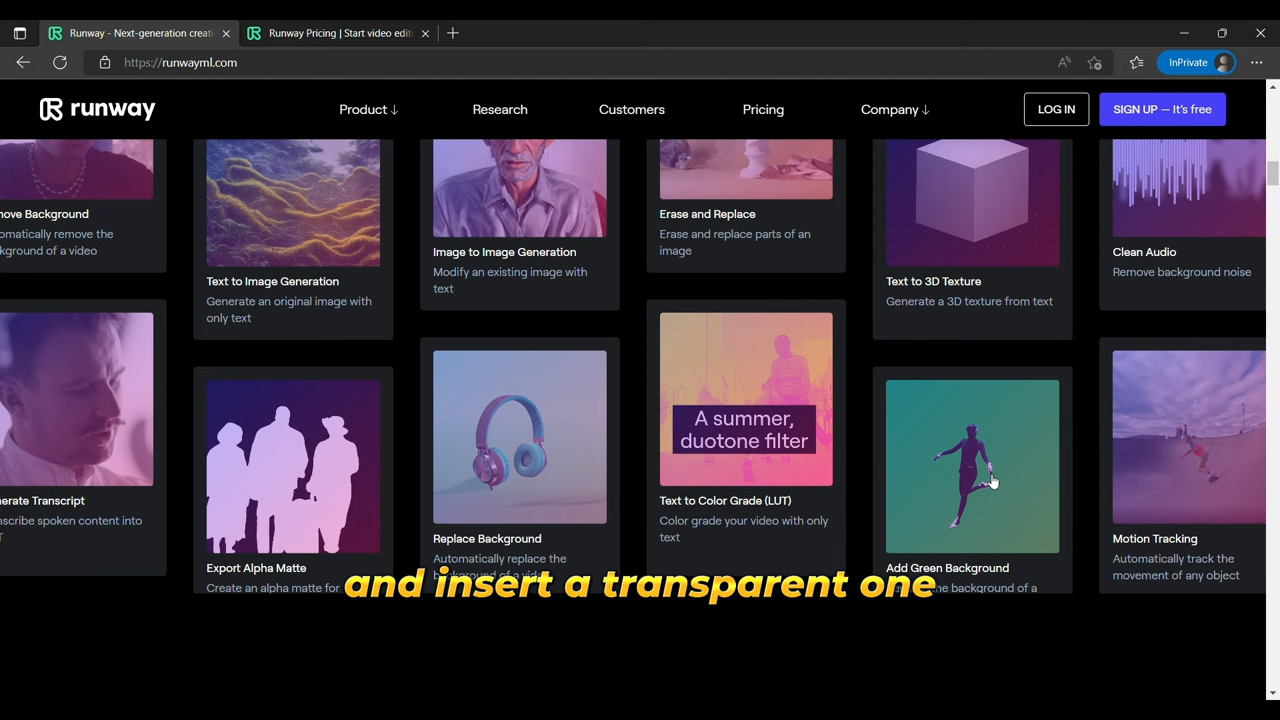 Runway - Next-generation creati
Runway Pricing | Start video edit
https://runwayml.com
InPrivate
runway
Product ↓
Research
Customers
Pricing
Company ↓
LOG IN
SIGN UP — It's free
nove Background
omatically remove the
kground of a video
Text to Image Generation
Generate an original image with
only text
Image to Image Generation
Modify an existing image with
text
Erase and Replace
Erase and replace parts of an
image
Text to 3D Texture
Generate a 3D texture from text
Clean Audio
Remove background noise
erate Transcript
nscribe spoken content into
T
Export Alpha Matte
Create an alpha matte for
Replace Background
Automatically replace the
A summer,
duotone filter
Text to Color Grade (LUT)
Color grade your video with only
text
Add Green Background
the background of a
Motion Tracking
Automatically track the
movement of any object
and insert a transparent one